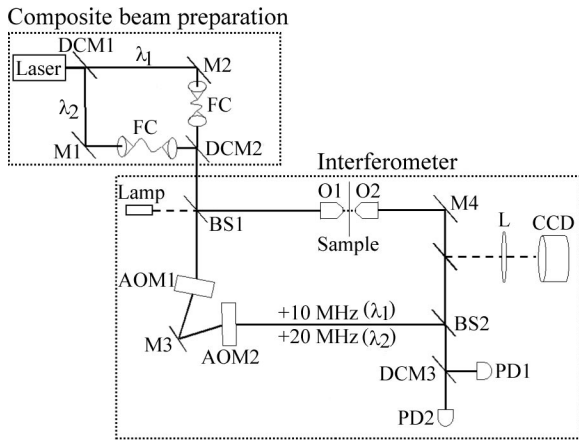 Composite beam preparation
DCM1
λ1
M2
Laser
FC
λ2
FC
M1
DCM2
Interferometer
Lamp
O1
O2
M4
L
CCD
BS1
Sample
AOM1
+10 MHz (λ1)
BS2
M3
+20 MHz (λ2)
AOM2
DCM3
PD1
PD2